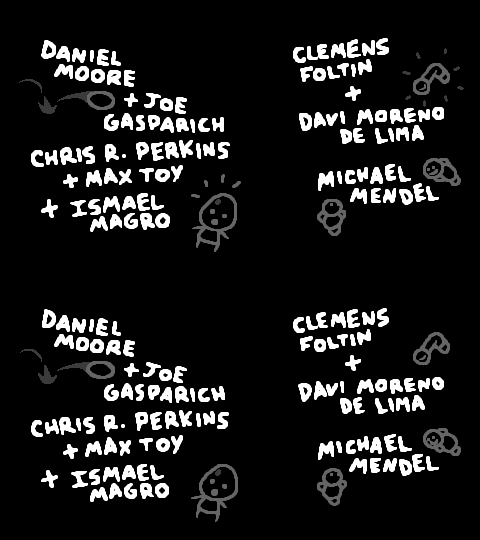 DANIEL
MOORE
+ JOE
GASPARICH
CHRIS R. PERKINS
+ MAX TOY
+ ISMAEL
MAGRO
CLEMENS
FOLTIN
+
DAVI MORENO
DE LIMA
MICHAEL
MENDEL
DANIEL
MOORE
+ JOE
GASPARICH
CHRIS R. PERKINS
+ MAX TOY
+ ISMAEL
MAGRO
CLEMENS
FOLTIN
+
DAVI MORENO
DE LIMA
MICHAEL
MENDEL